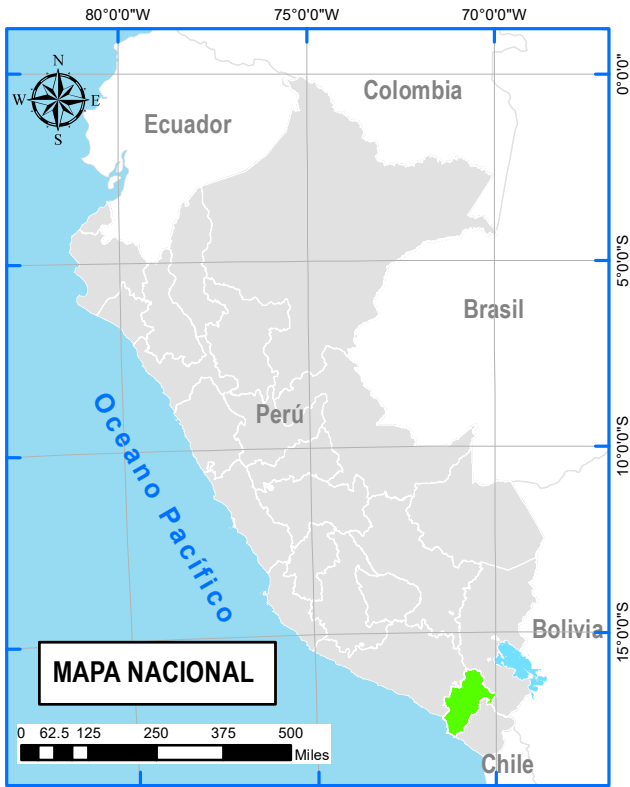 80°0'0"W 75°0'0"W 70°0'0"W
N
W E
S
0°0'0"
Colombia
Ecuador
5°0'0"S
Brasil
Perú
Oceano Pacífico
10°0'0"S
Bolivia
15°0'0"S
MAPA NACIONAL
0 62.5 125 250 375 500
Miles
Chile